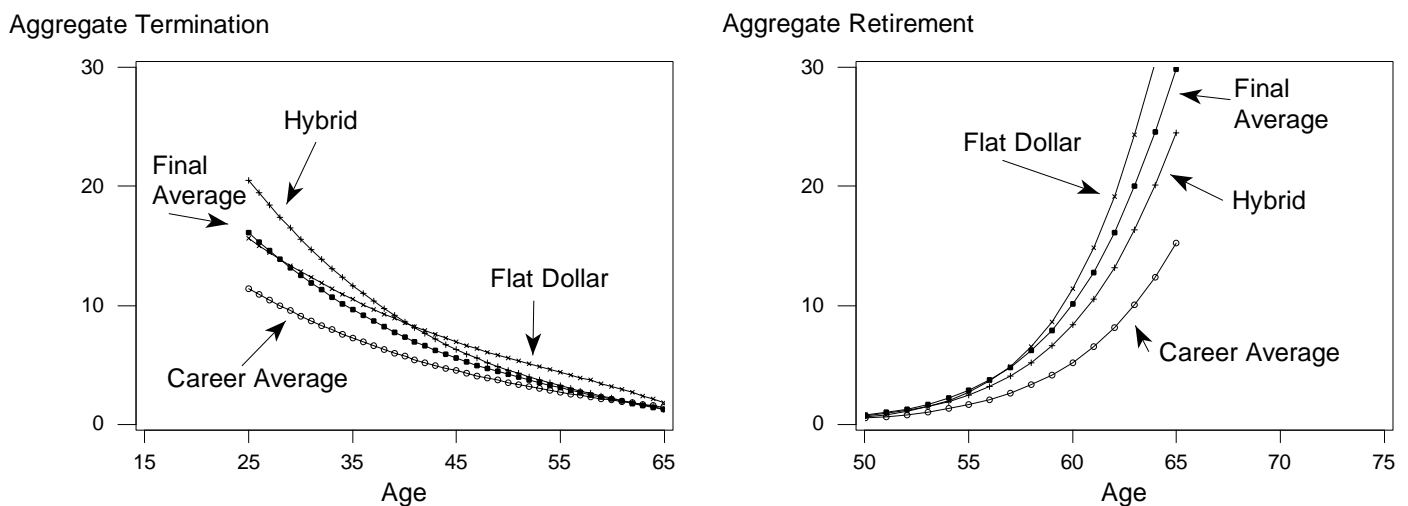 Aggregate Termination
30
20
10
0
Hybrid
Final
Average
Flat Dollar
Career Average
15 25 35 45 55 65
Age
Aggregate Retirement
30
20
10
0
Final
Average
Flat Dollar
Hybrid
Career Average
50 55 60 65 70 75
Age